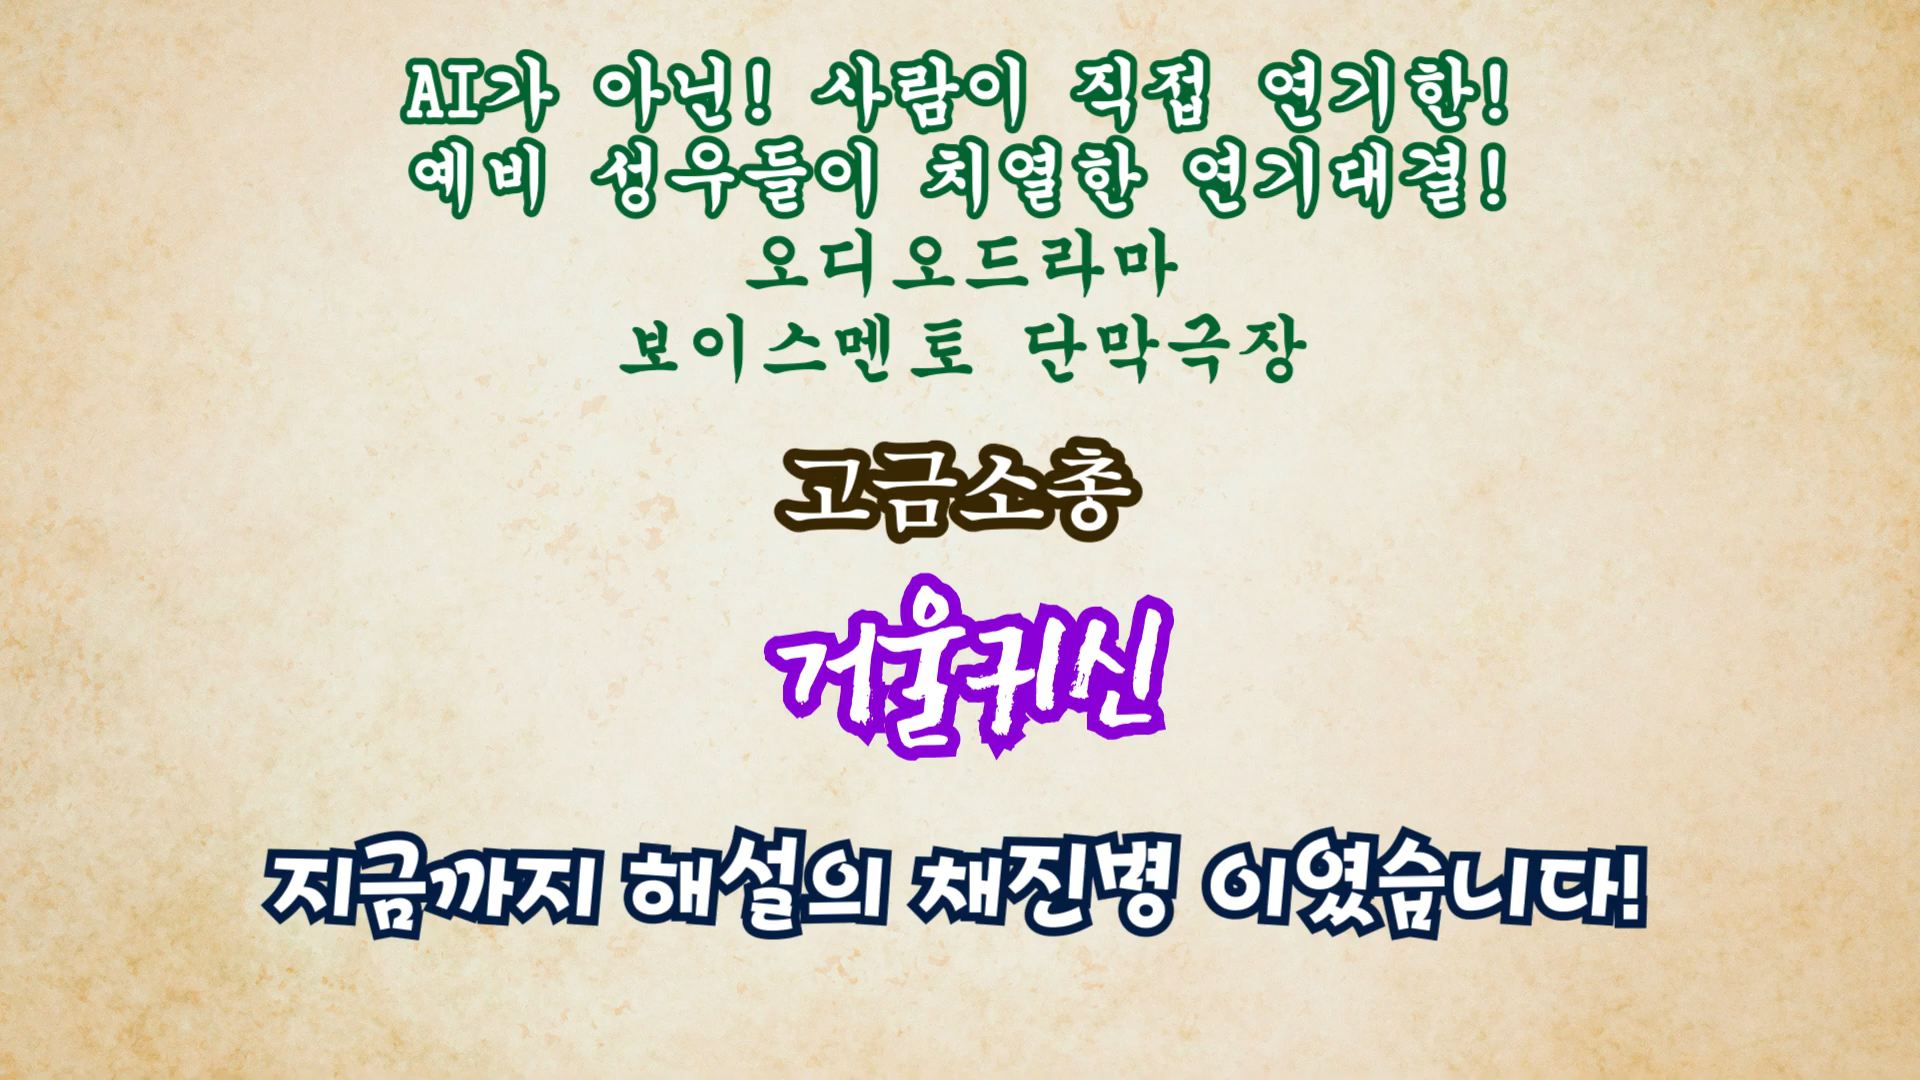 AI가 아닌! 사람이 직접 연기한!
예비 성우들이 치열한 연기대결!
오디오드라마
보이스멘토 단막극장
고금소총
거울귀신
지금까지 해설의 채진병 이였습니다!